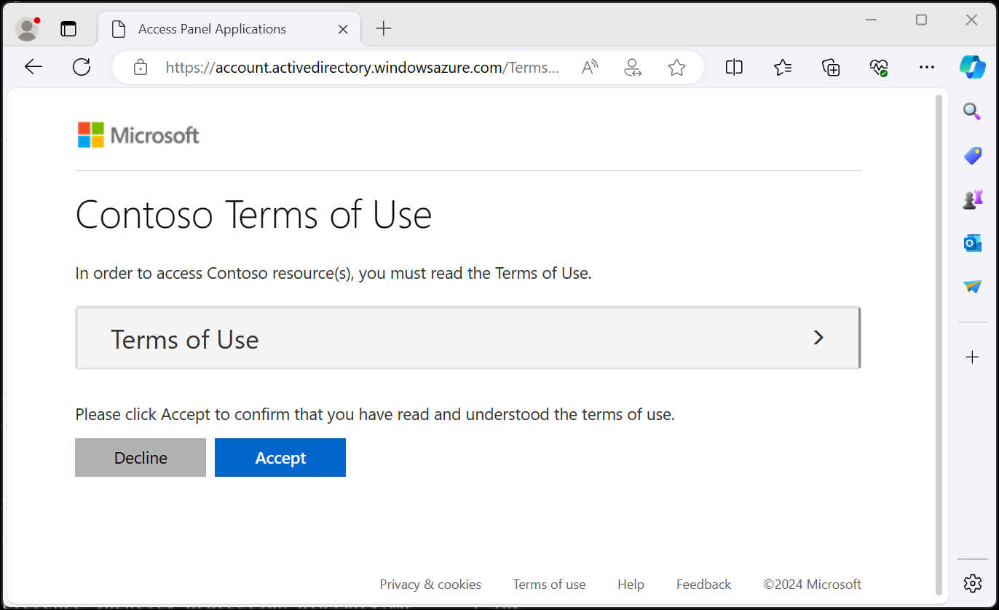 Access Panel Applications
https://account.activedirectory.windowsazure.com/Terms...
Microsoft
Contoso Terms of Use
In order to access Contoso resource(s), you must read the Terms of Use.
Terms of Use
Please click Accept to confirm that you have read and understood the terms of use.
Decline Accept
Privacy & cookies Terms of use Help Feedback ©2024 Microsoft